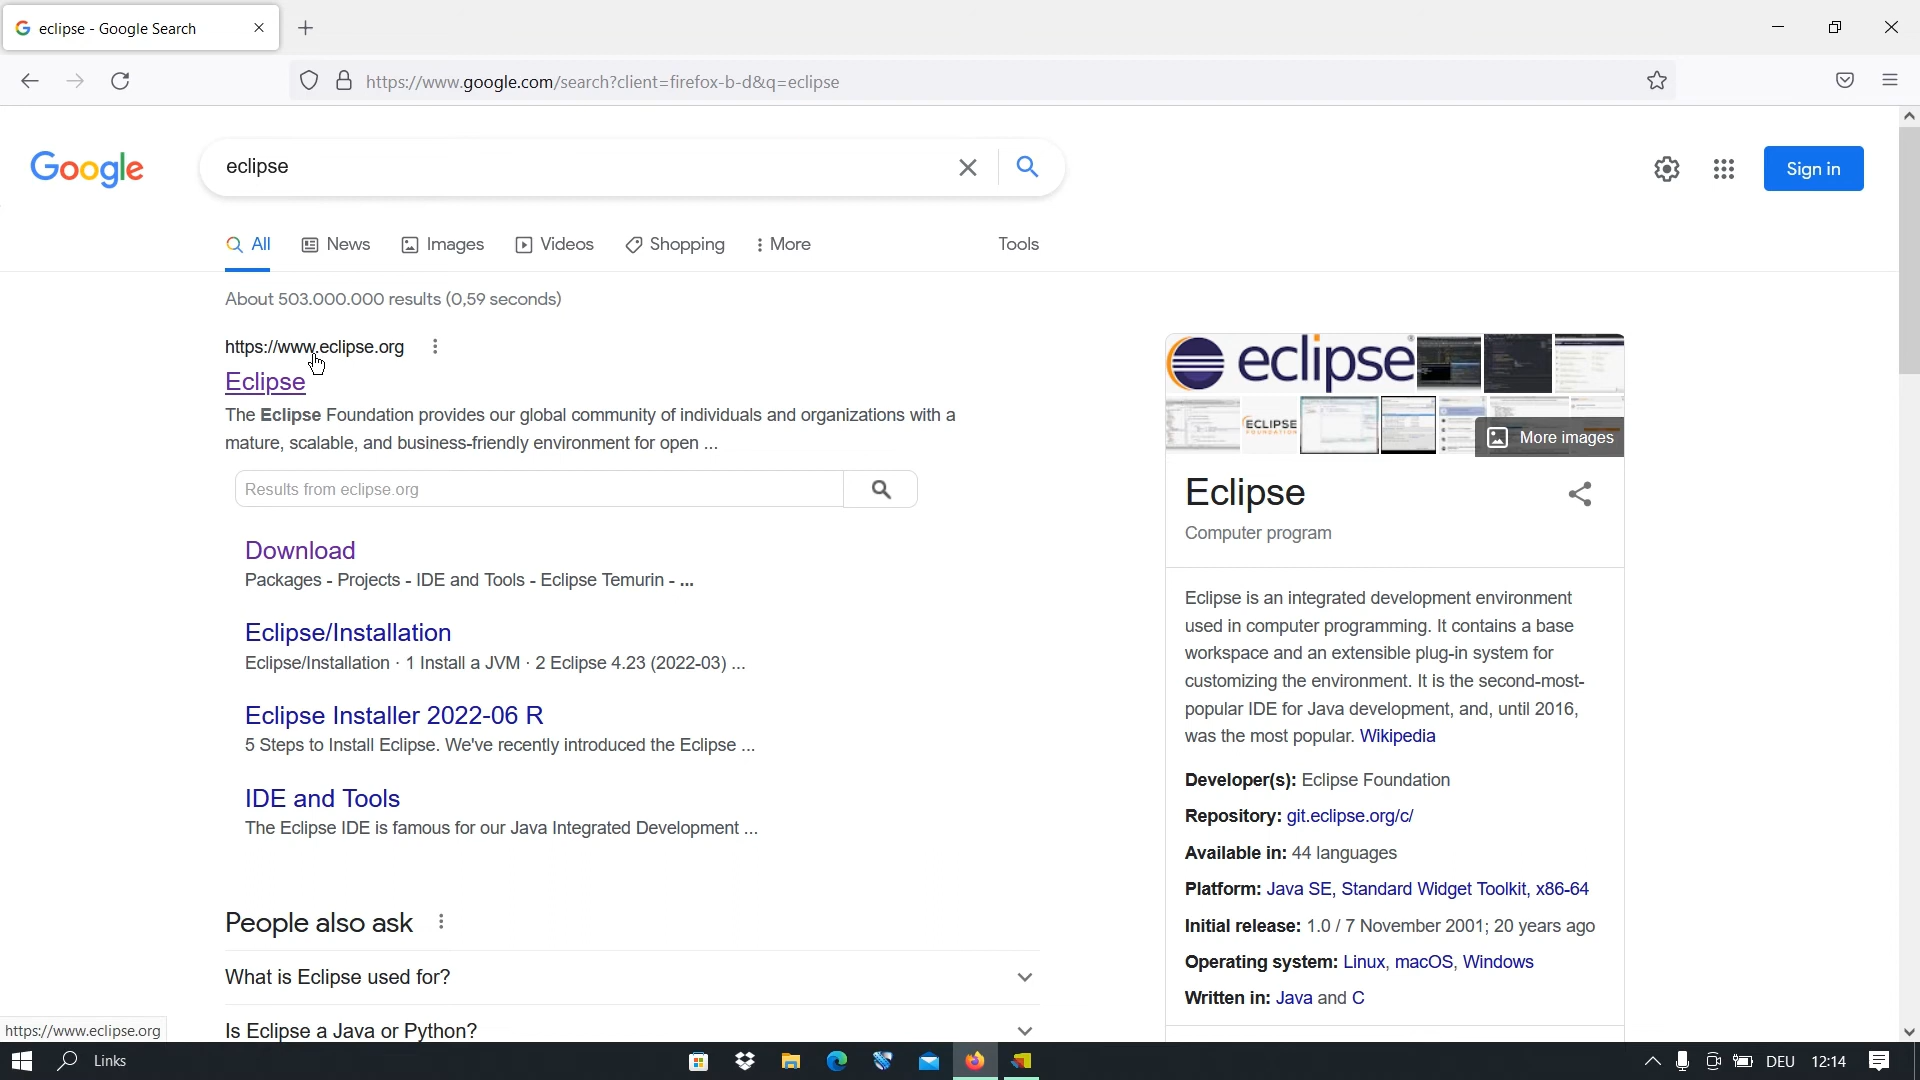 eclipse - Google Search
https://www.google.com/search?client=firefox-b-d&q=eclipse
Google
eclipse
Sign in
All
News
Images
Videos
Shopping
More
Tools
About 503.000.000 results (0,59 seconds)
https://www.eclipse.org
Eclipse
The Eclipse Foundation provides our global community of individuals and organizations with a
mature, scalable, and business-friendly environment for open ...
Results from eclipse.org
Download
Packages - Projects - IDE and Tools - Eclipse Temurin - ...
Eclipse/Installation
Eclipse/Installation · 1 Install a JVM · 2 Eclipse 4.23 (2022-03) ...
Eclipse Installer 2022-06 R
5 Steps to Install Eclipse. We've recently introduced the Eclipse ...
IDE and Tools
The Eclipse IDE is famous for our Java Integrated Development ...
People also ask
What is Eclipse used for?
Is Eclipse a Java or Python?
eclipse
ECLIPSE
FOUNDATION
More images
Eclipse
Computer program
Eclipse is an integrated development environment
used in computer programming. It contains a base
workspace and an extensible plug-in system for
customizing the environment. It is the second-most-
popular IDE for Java development, and, until 2016,
was the most popular. Wikipedia
Developer(s): Eclipse Foundation
Repository: git.eclipse.org/c/
Available in: 44 languages
Platform: Java SE, Standard Widget Toolkit, x86-64
Initial release: 1.0 / 7 November 2001; 20 years ago
Operating system: Linux, macOS, Windows
Written in: Java and C
https://www.eclipse.org
Links
DEU
12:14